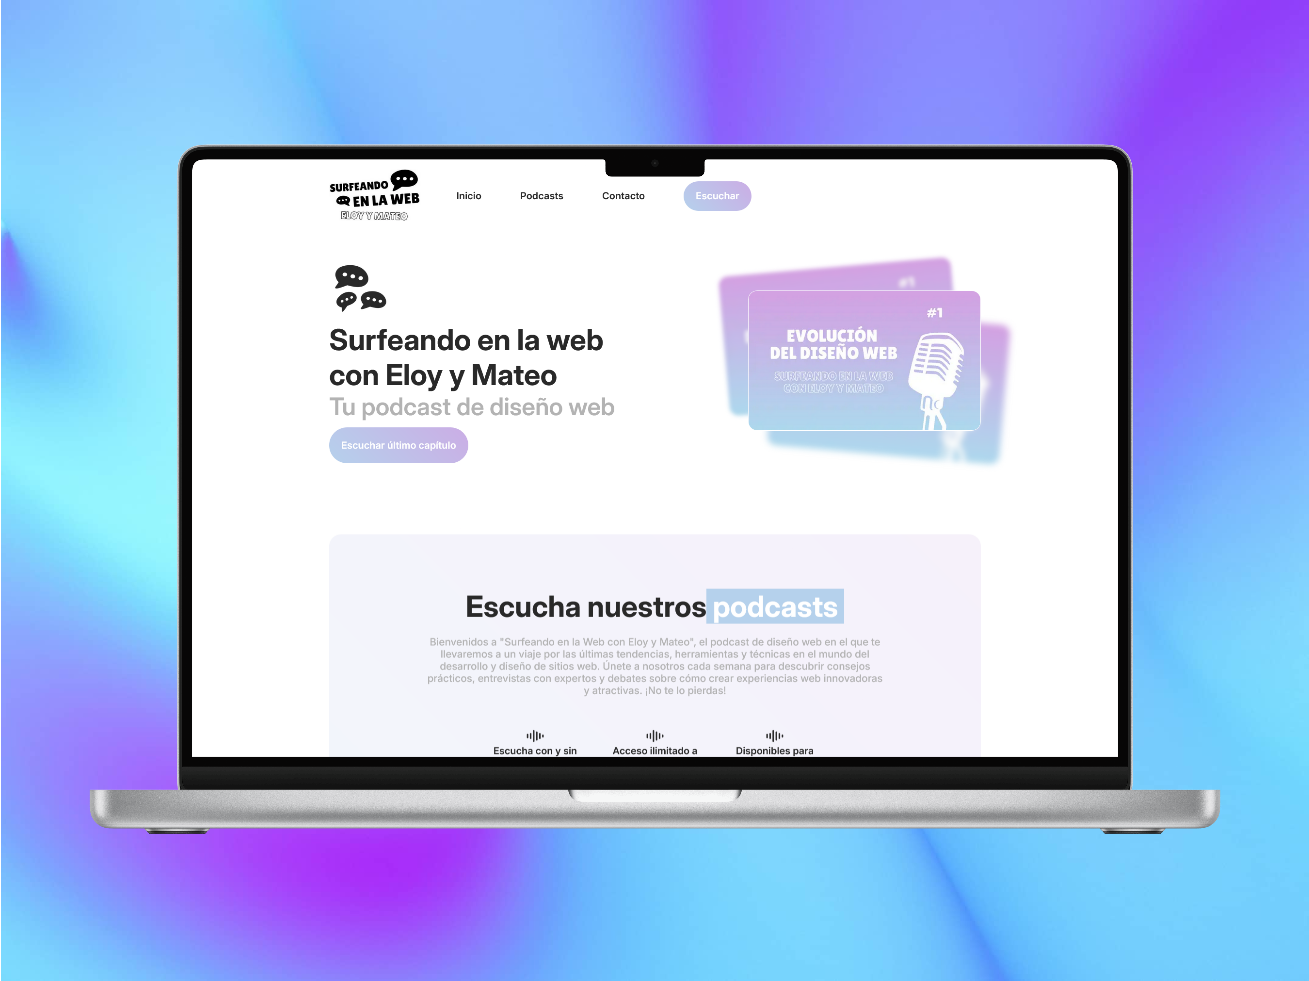 SURFEANDO
EN LA WEB
ELOY Y MATEO
Inicio
Podcasts
Contacto
Escuchar
Surfeando en la web
con Eloy y Mateo
Tu podcast de diseño web
Escuchar último capítulo
#1
#1
EVOLUCIÓN
DEL DISEÑO WEB
SURFEANDO EN LA WEB
CON ELOY Y MATEO
Escucha nuestros podcasts
Bienvenidos a "Surfeando en la Web con Eloy y Mateo", el podcast de diseño web en el que te
llevaremos a un viaje por las últimas tendencias, herramientas y técnicas en el mundo del
desarrollo y diseño de sitios web. Únete a nosotros cada semana para descubrir consejos
prácticos, entrevistas con expertos y debates sobre cómo crear experiencias web innovadoras
y atractivas. ¡No te lo pierdas!
Escucha con y sin
Acceso ilimitado a
Disponibles para